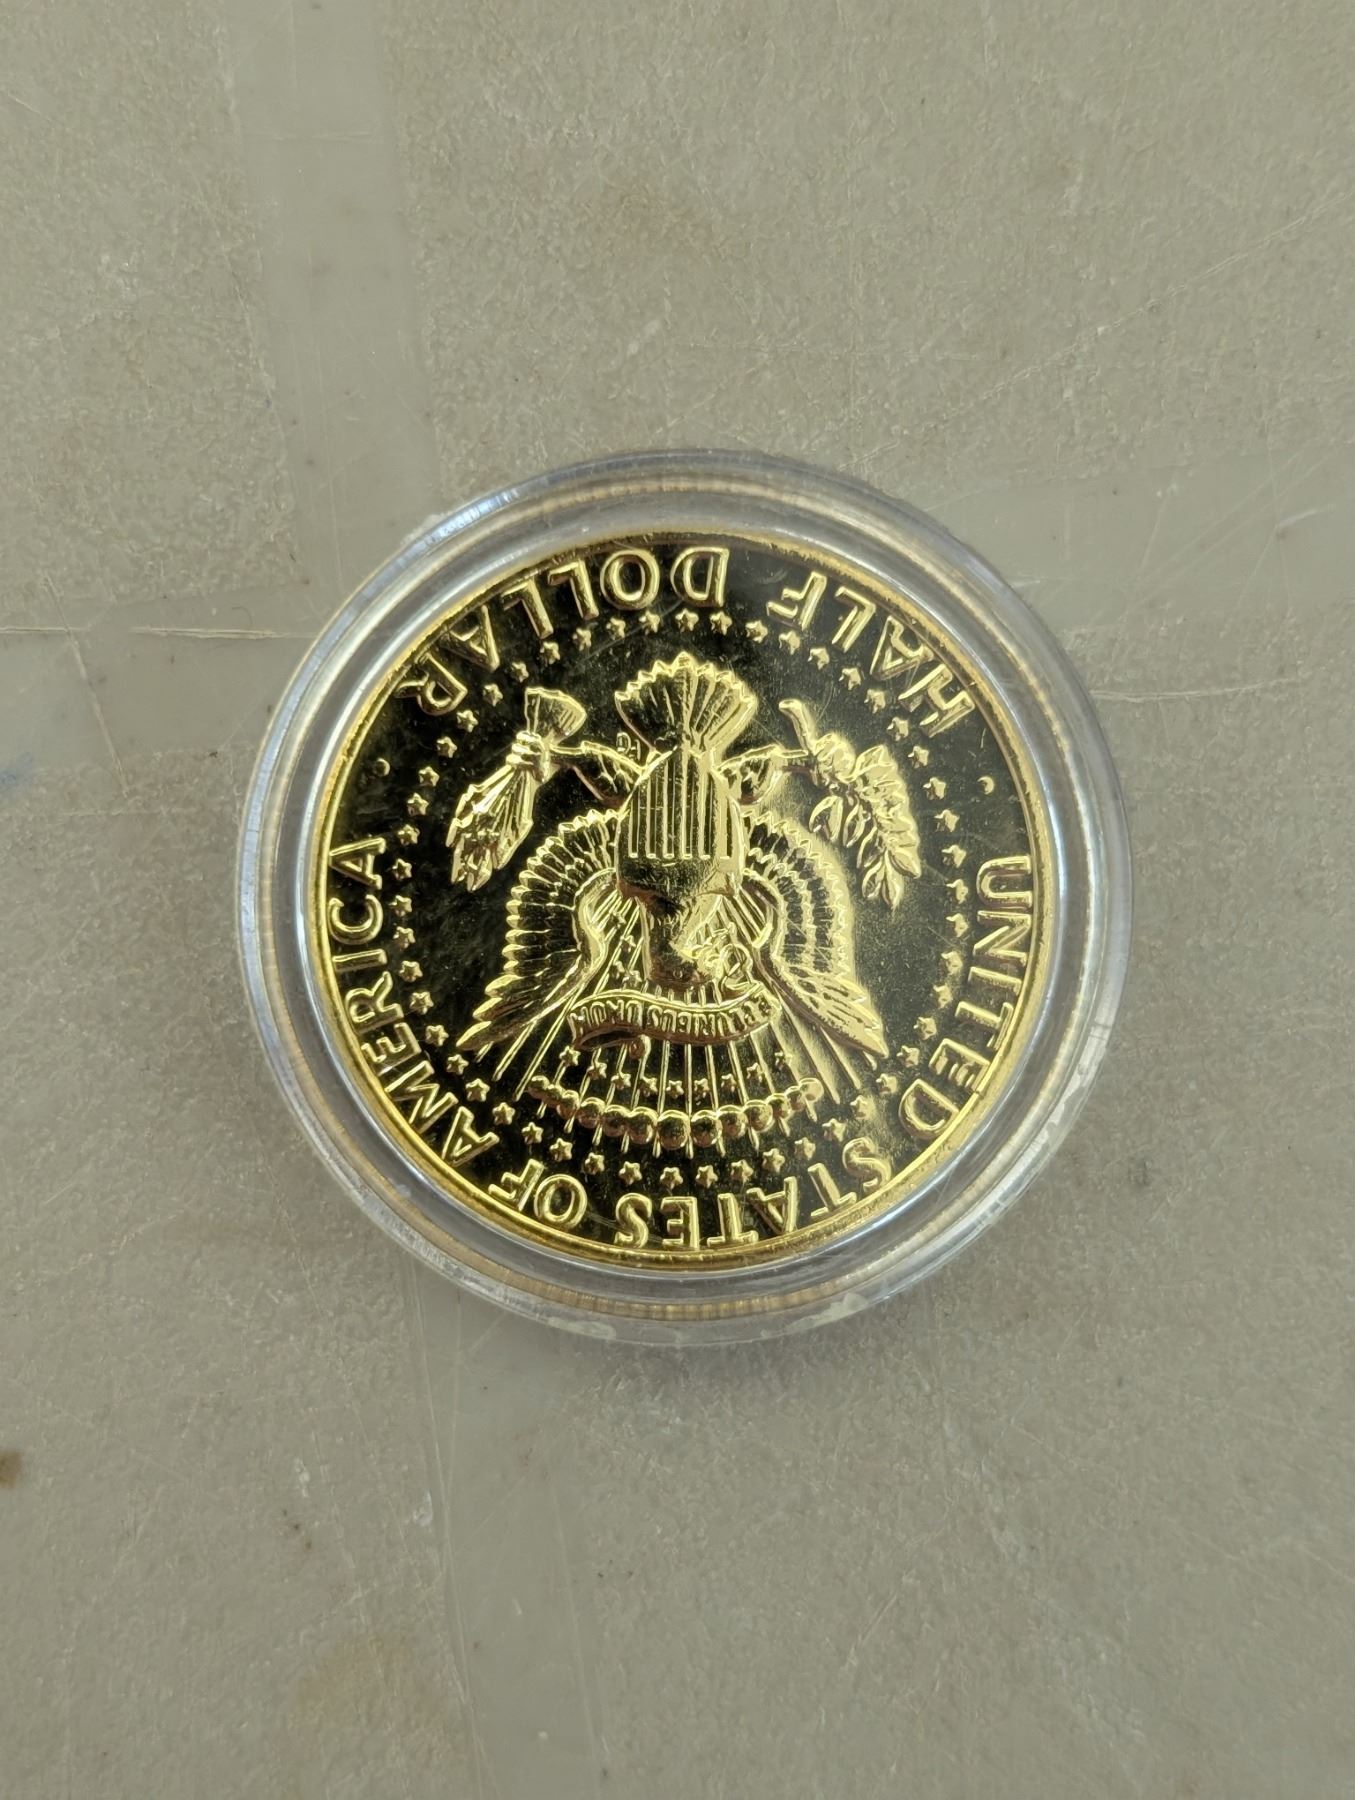 UNITED STATES OF AMERICA
E PLURIBUS UNUM
HALF DOLLAR